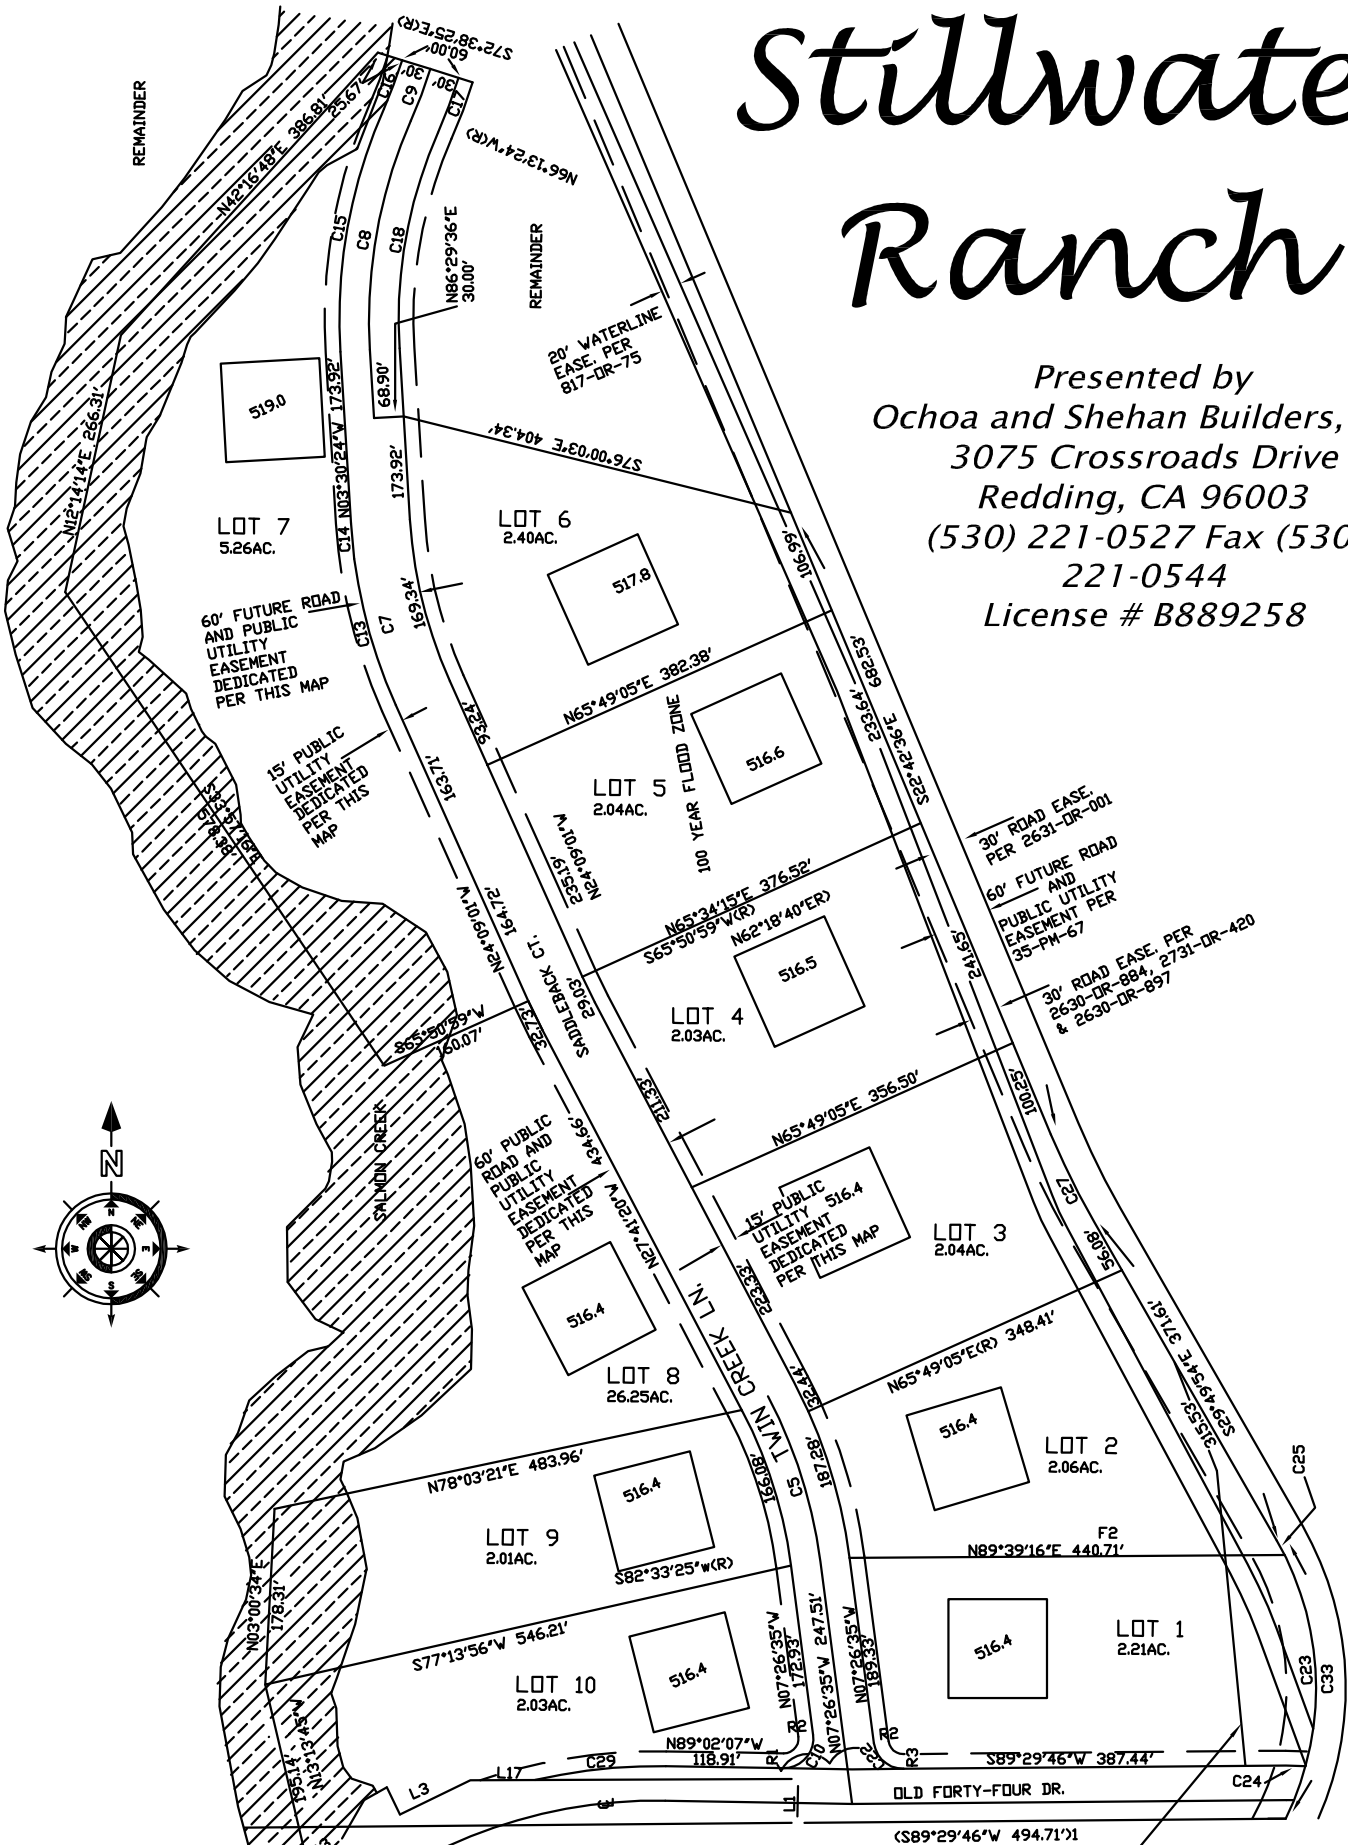 Stillwate
Ranch
Presented by
Ochoa and Shehan Builders,
3075 Crossroads Drive
Redding, CA 96003
(530) 221-0527 Fax (530
221-0544
License # B889258
S72°38'25"E(R)
60.00'
30'
30'
C16
C9
C17
25.67'
N42°16'48"E 386.81'
REMAINDER
N66°13'24"W(R)
C15
C8
C18
N86°29'36"E
30.00'
REMAINDER
20' WATERLINE
EASE. PER
817-OR-75
N12°14'14"E 266.31'
519.0
68.90'
C14 N03°30'24"W 173.92'
173.92'
S76°00'03"E 404.34'
LOT 7
5.26AC.
LOT 6
2.40AC.
517.8
106.99'
60' FUTURE ROAD
AND PUBLIC
UTILITY
EASEMENT
DEDICATED
PER THIS MAP
C13
C7
169.34'
N65°49'05"E 382.38'
682.53'
233.64'
S22°42'36"E
15' PUBLIC
UTILITY
EASEMENT
DEDICATED
PER THIS
MAP
93.24'
163.71'
100 YEAR FLOOD ZONE
516.6
LOT 5
2.04AC.
578.38'
235.19'
N24°09'01"W
N24°09'01"W
164.72'
N65°34'15"E 376.52'
S65°50'59"W(R)
N62°18'40"ER)
30' ROAD EASE.
PER 2631-OR-001
60' FUTURE ROAD
AND
PUBLIC UTILITY
EASEMENT PER
35-PM-67
30' ROAD EASE. PER
2630-OR-884, 2731-OR-420
& 2630-OR-897
516.5
241.65'
LOT 4
2.03AC.
SADDLEBACK CT.
29.03'
32.73'
S65°50'59"W
160.07'
211.33'
N65°49'05"E 356.50'
100.25'
SALMON CREEK
N
N
NE
E
SE
S
SW
W
NW
60' PUBLIC
ROAD AND
PUBLIC
UTILITY
EASEMENT
DEDICATED
PER THIS
MAP
434.66'
N27°41'20"W
15' PUBLIC
UTILITY
EASEMENT
DEDICATED
PER THIS MAP
516.4
LOT 3
2.04AC.
C27
56.08'
223.33'
516.4
TWIN CREEK LN.
N65°49'05"E(R) 348.41'
S29°49'54"E 371.61'
315.53'
LOT 8
26.25AC.
32.44'
516.4
LOT 2
2.06AC.
N78°03'21"E 483.96'
166.08'
C5
187.28'
C25
516.4
LOT 9
2.01AC.
F2
N89°39'16"E 440.71'
S82°33'25"w(R)
N03°00'34"E
178.31'
S77°13'56"W 546.21'
N07°26'35"W
172.93'
N07°26'35"W 247.51'
N07°26'35"W
189.33'
516.4
LOT 1
2.21AC.
516.4
LOT 10
2.03AC.
C23
C33
195.14'
N13°13'45"W
R2
R2
N89°02'07"W
118.91'
R1
C10
C22
R3
S89°29'46"W 387.44'
C29
L17
L3
C24
OLD FORTY-FOUR DR.
L1
(S89°29'46"W 494.71')1